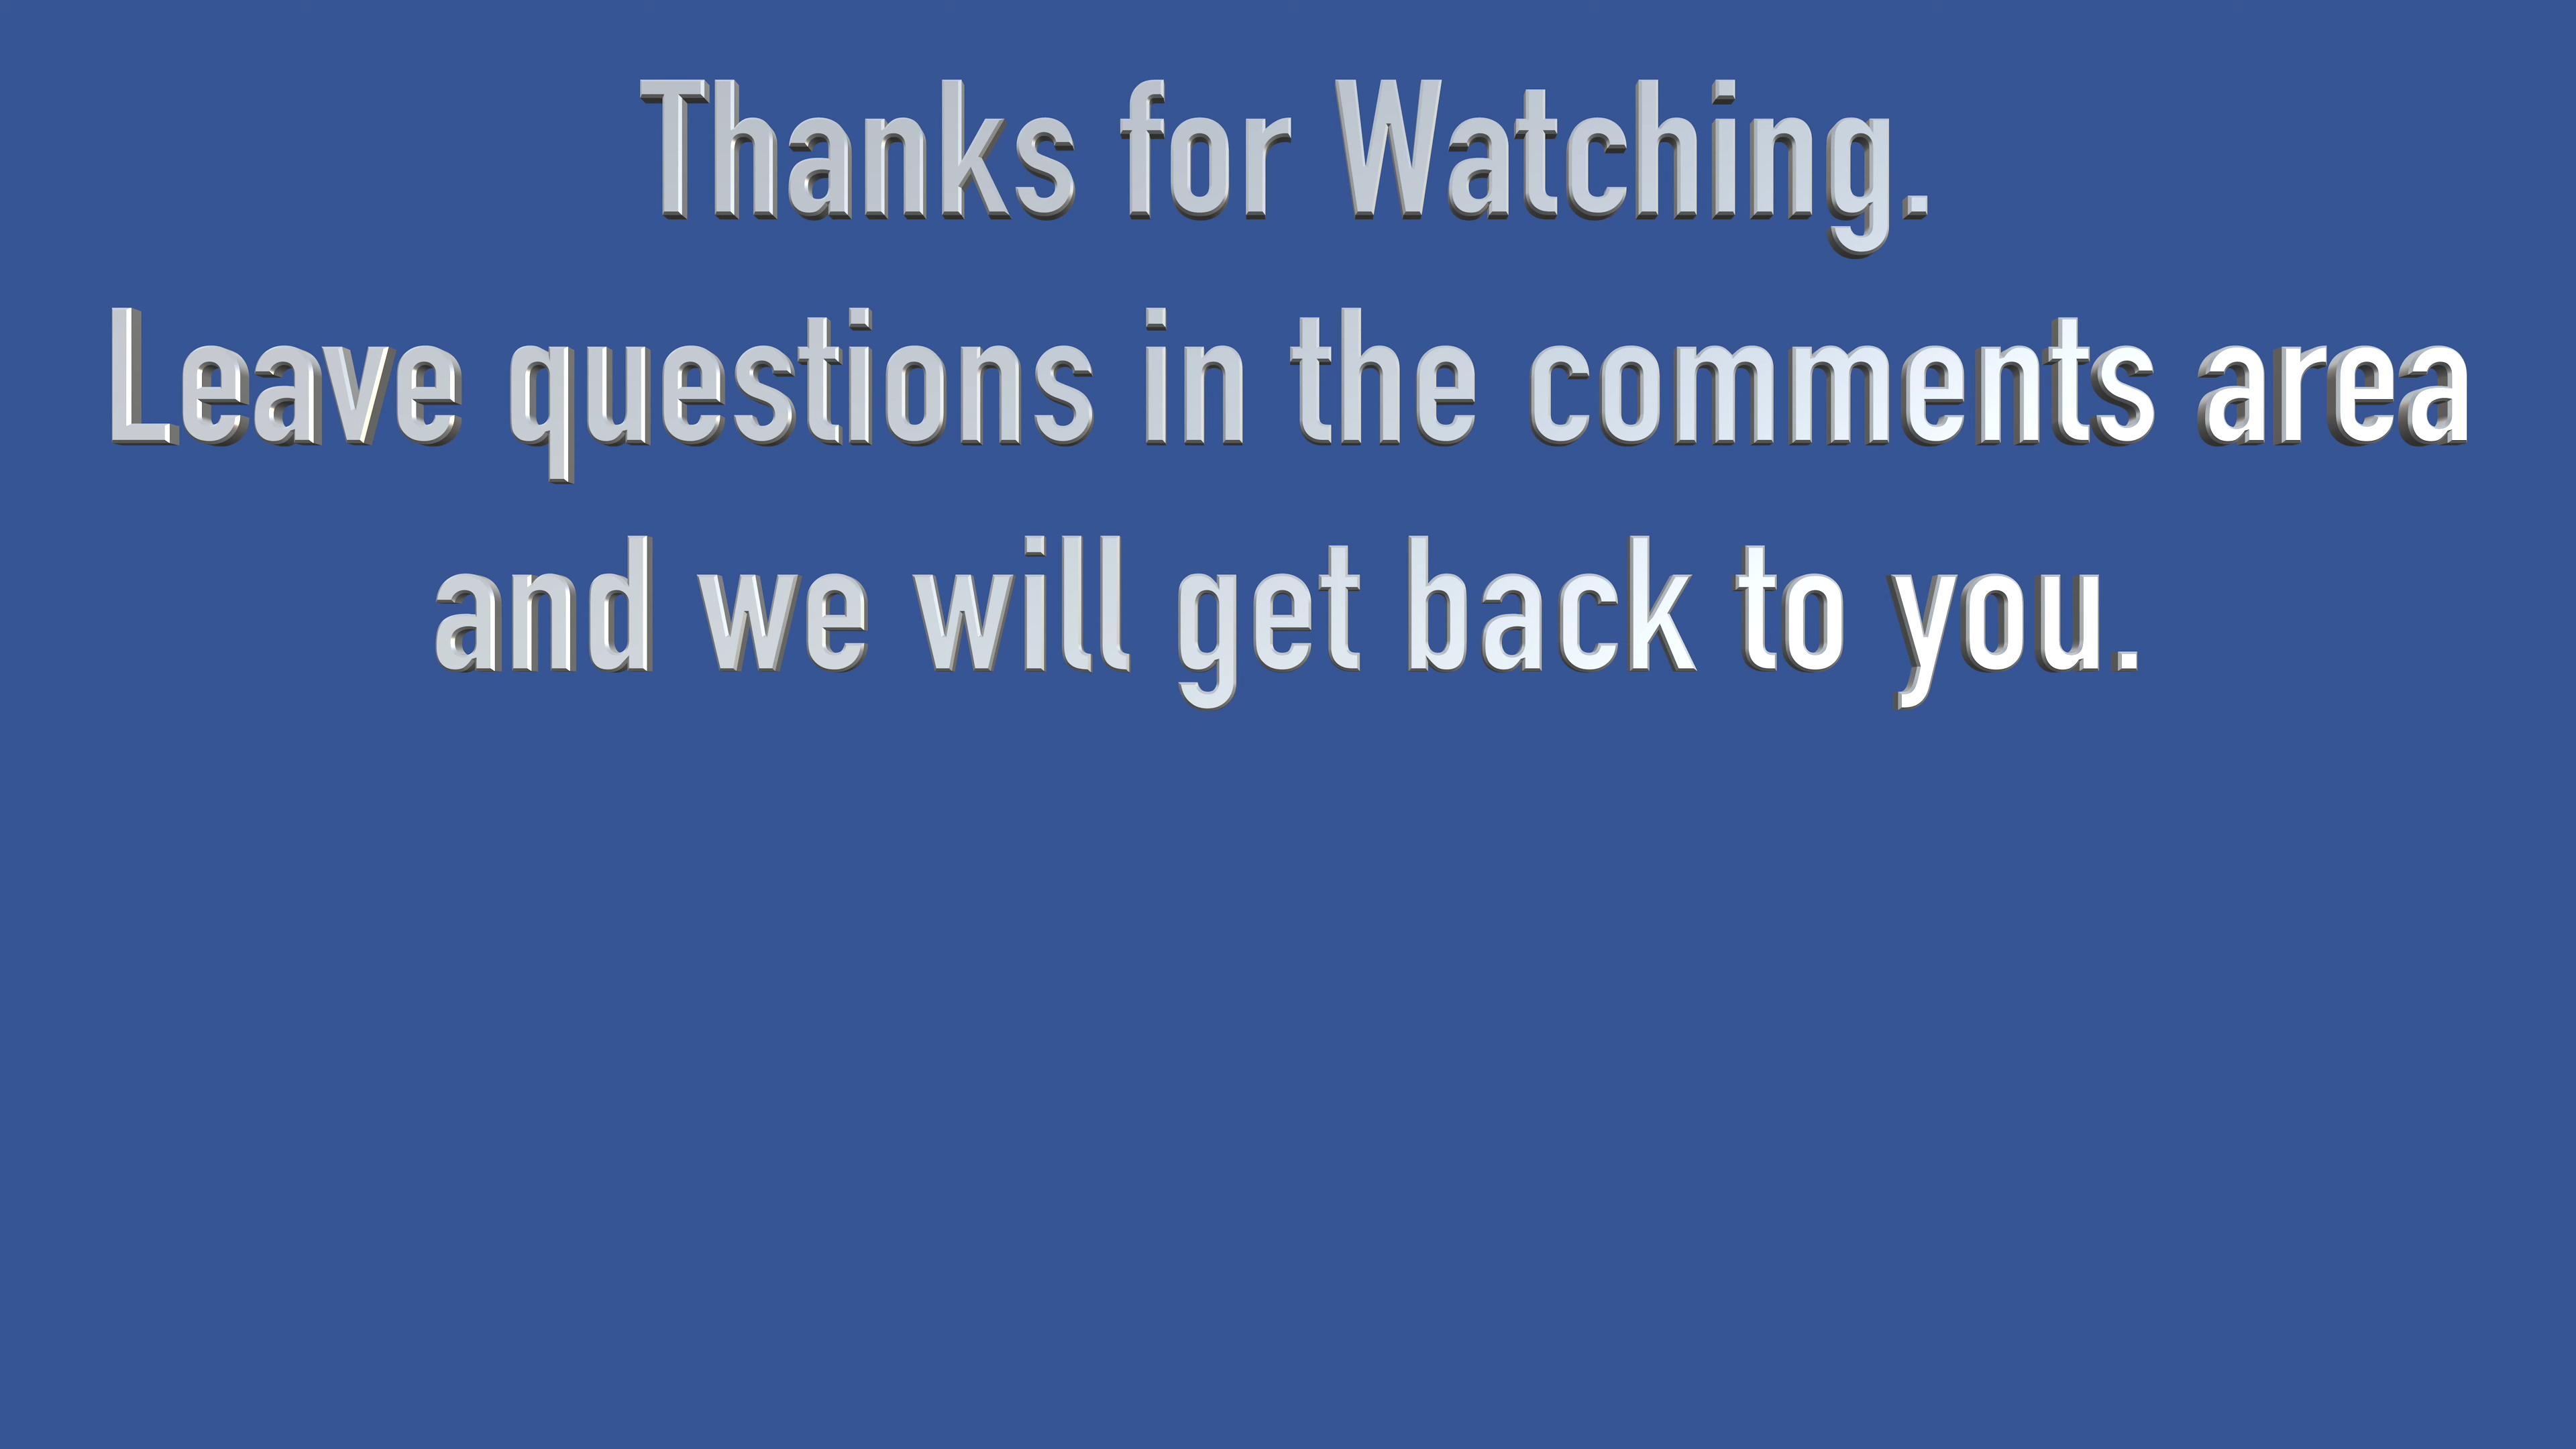 Thanks for Watching.
Leave questions in the comments area
and we will get back to you.